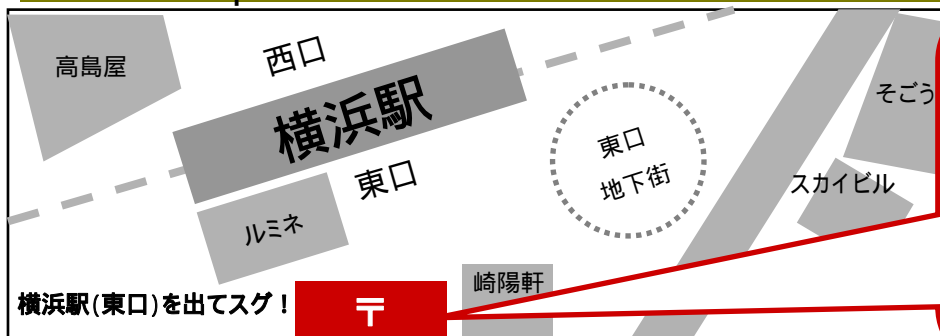 高島屋
西口
横浜駅
東口
ルミネ
東口
地下街
そごう
スカイビル
崎陽軒
横浜駅(東口)を出てスグ！
〒